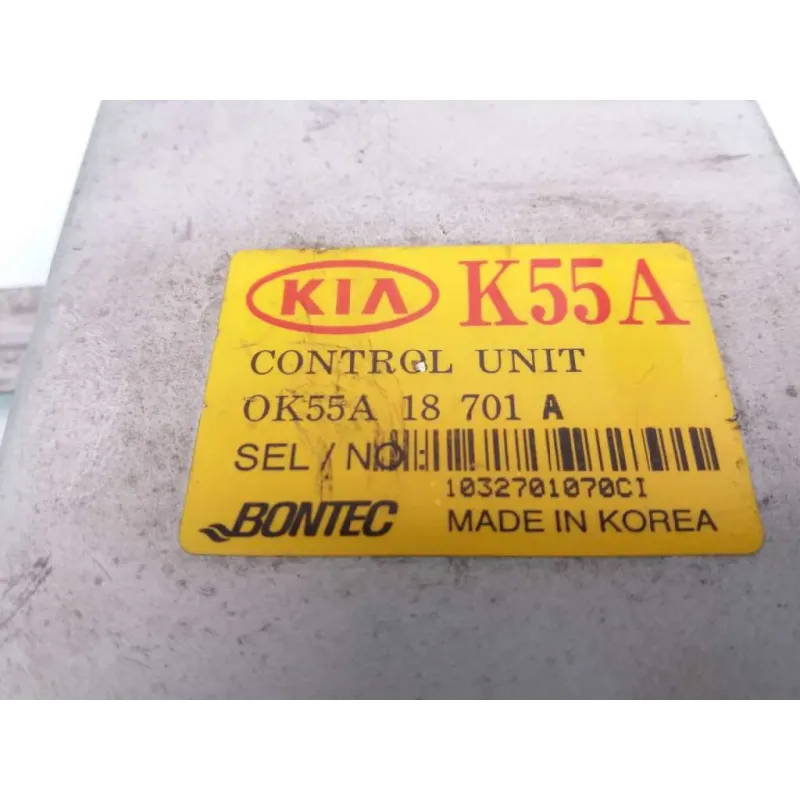 KIA K55A
CONTROL UNIT
OK55A 18 701 A
SEL / NO :
1032701070CI
BONTEC MADE IN KOREA